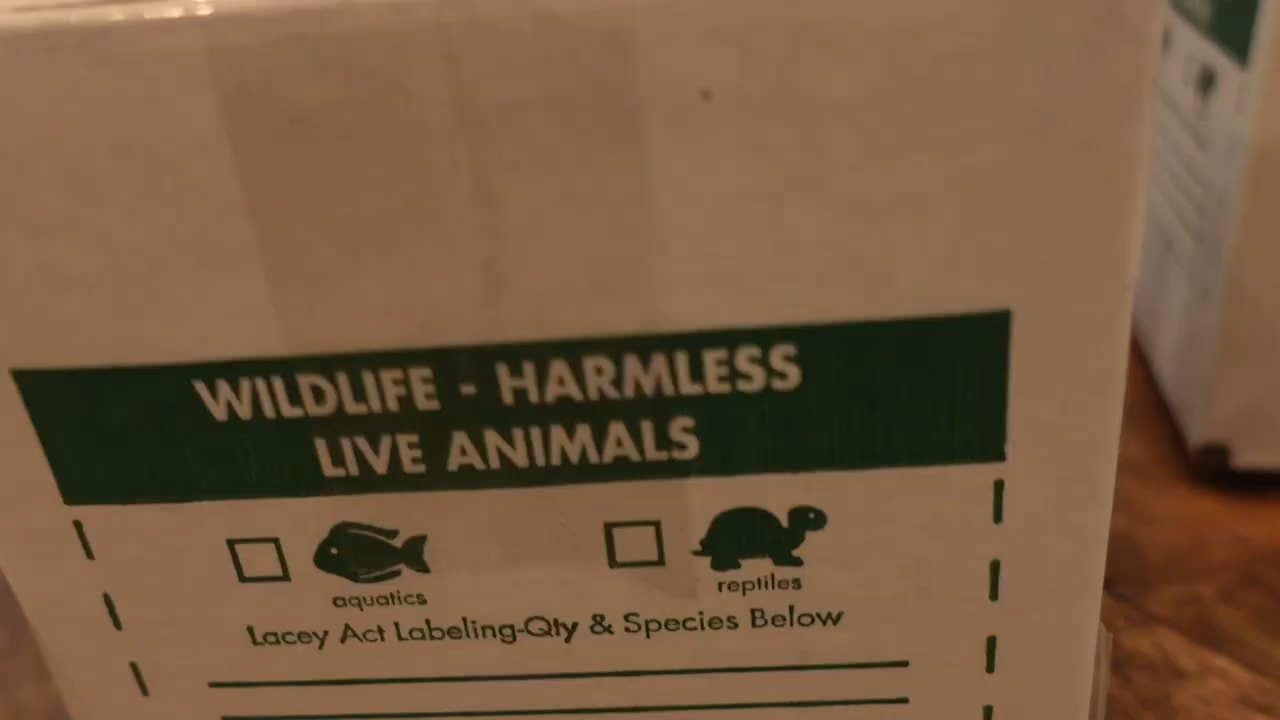 WILDLIFE - HARMLESS
LIVE ANIMALS
aquatics
reptiles
Lacey Act Labeling-Qty & Species Below